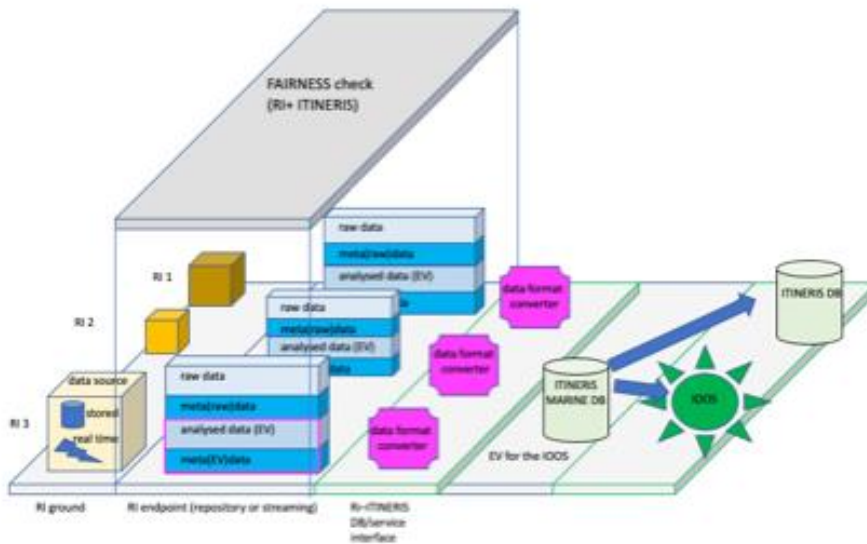 FAIRNESS check
(RI+ ITINERIS)
raw data
meta(raw)data
analysed data (EV)
data
RI 1
data format
converter
ITINERIS DB
RI 2
raw data
meta(raw)data
analysed data (EV)
data
data format
converter
data source
stored
real time
RI 3
raw data
meta(raw)data
analysed data (EV)
meta(EV)data
data format
converter
ITINERIS
MARINE DB
IOOS
EV for the IOOS
RI ground
RI endpoint (repository or streaming)
RI-ITINERIS
DB/service
interface